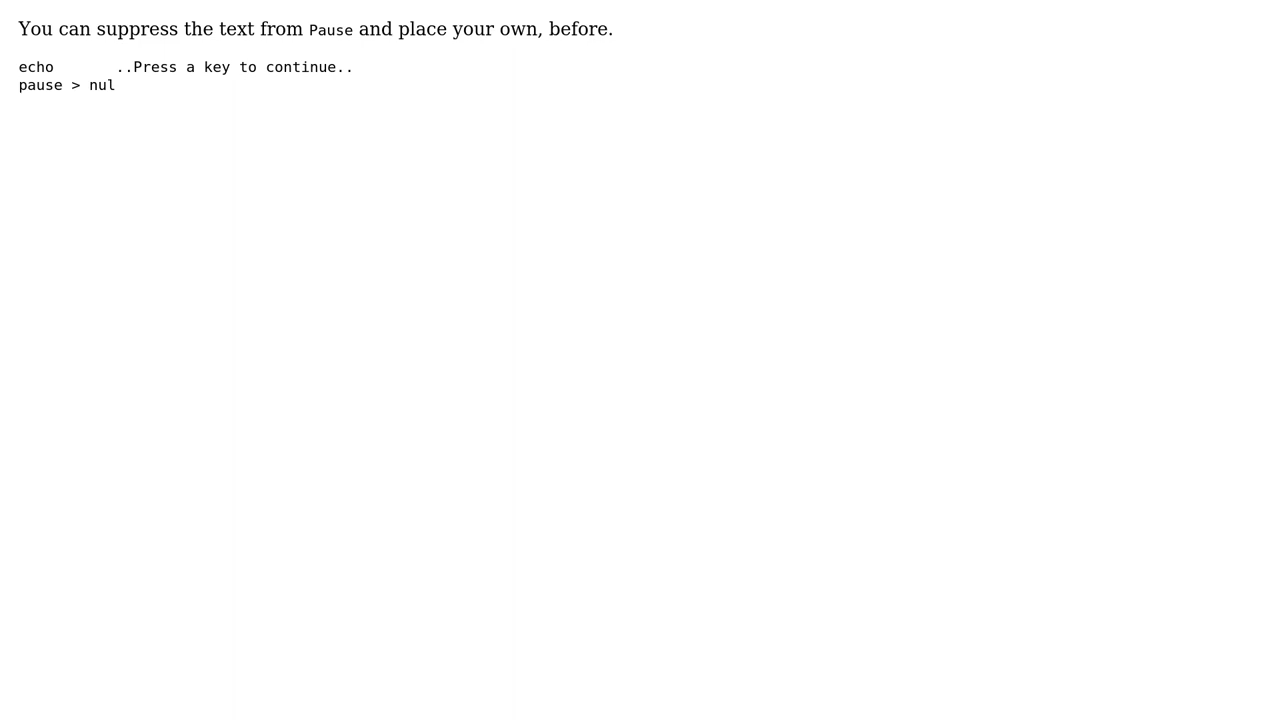 You can suppress the text from Pause and place your own, before.
echo       ..Press a key to continue..
pause > nul